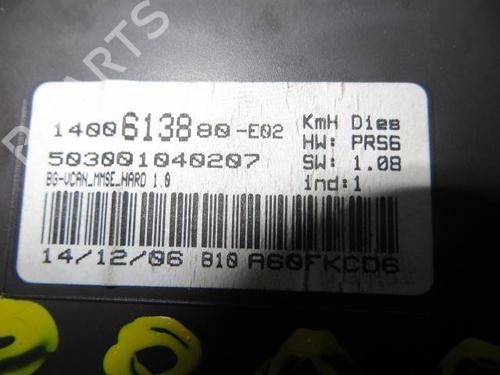 1400613880-E02
KmH Dies
HW: PRS6
503001040207
SW: 1.08
BG-VCAN_MMSE_HARD 1.0
ind:1
14/12/06 810 A60FKCD6